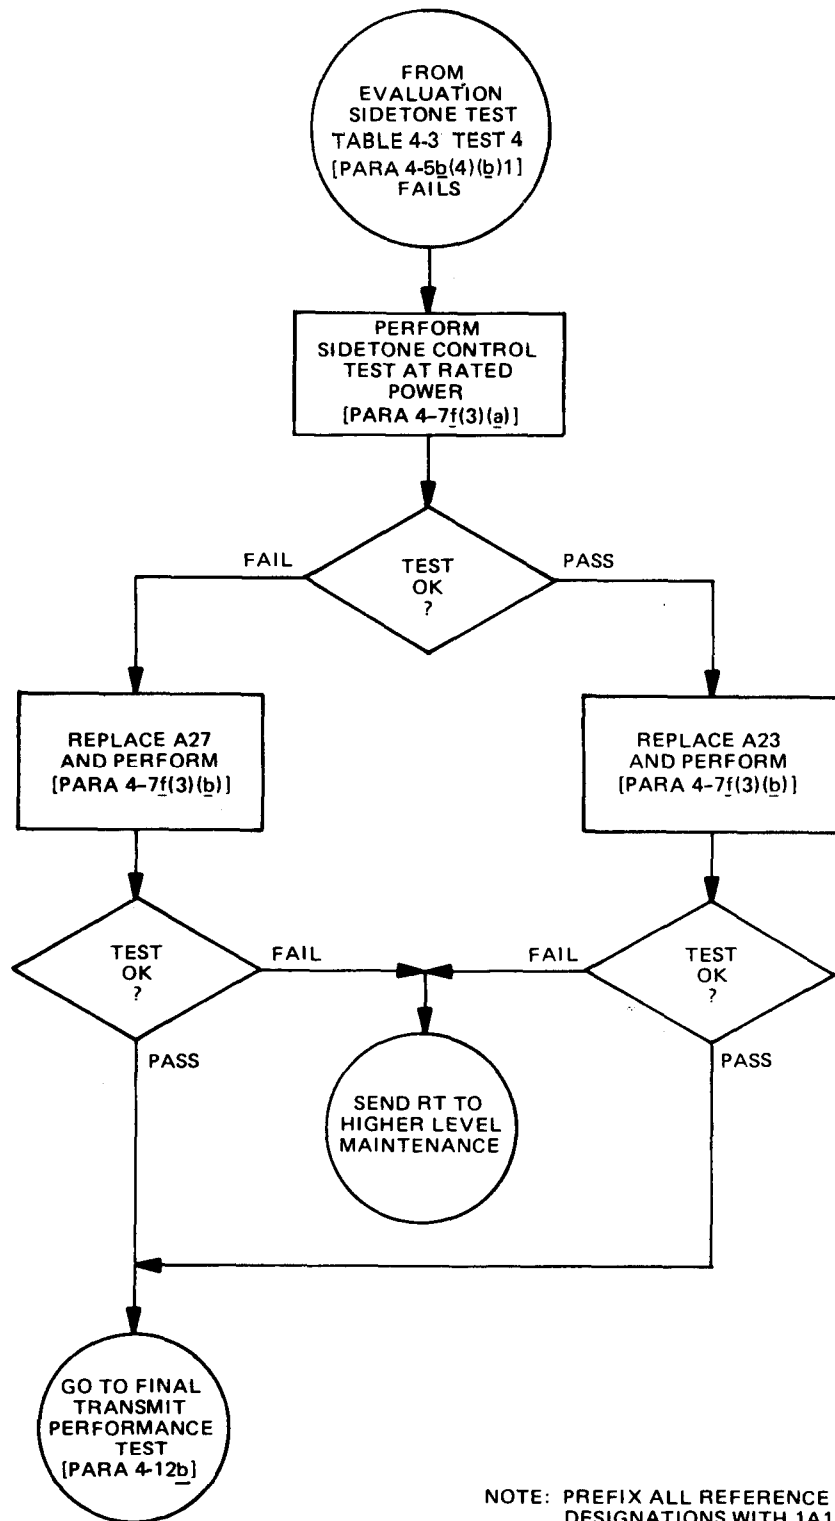 FROM
EVALUATION
SIDETONE TEST
TABLE 4-3 TEST 4
[PARA 4-5b(4)(b)1]
FAILS
PERFORM
SIDETONE CONTROL
TEST AT RATED
POWER
[PARA 4-7f(3)(a)]
FAIL
TEST
OK
?
PASS
REPLACE A27
AND PERFORM
[PARA 4-7f(3)(b)]
REPLACE A23
AND PERFORM
[PARA 4-7f(3)(b)]
TEST
OK
?
FAIL
FAIL
TEST
OK
?
PASS
PASS
SEND RT TO
HIGHER LEVEL
MAINTENANCE
GO TO FINAL
TRANSMIT
PERFORMANCE
TEST
[PARA 4-12b]
NOTE: PREFIX ALL REFERENCE
DESIGNATIONS WITH 1A1